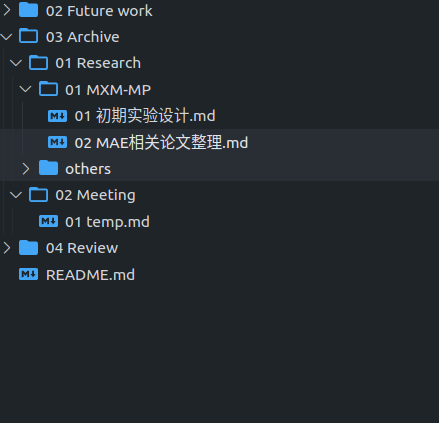 02 Future work
03 Archive
01 Research
01 MXM-MP
01 初期实验设计.md
02 MAE相关论文整理.md
others
02 Meeting
01 temp.md
04 Review
README.md